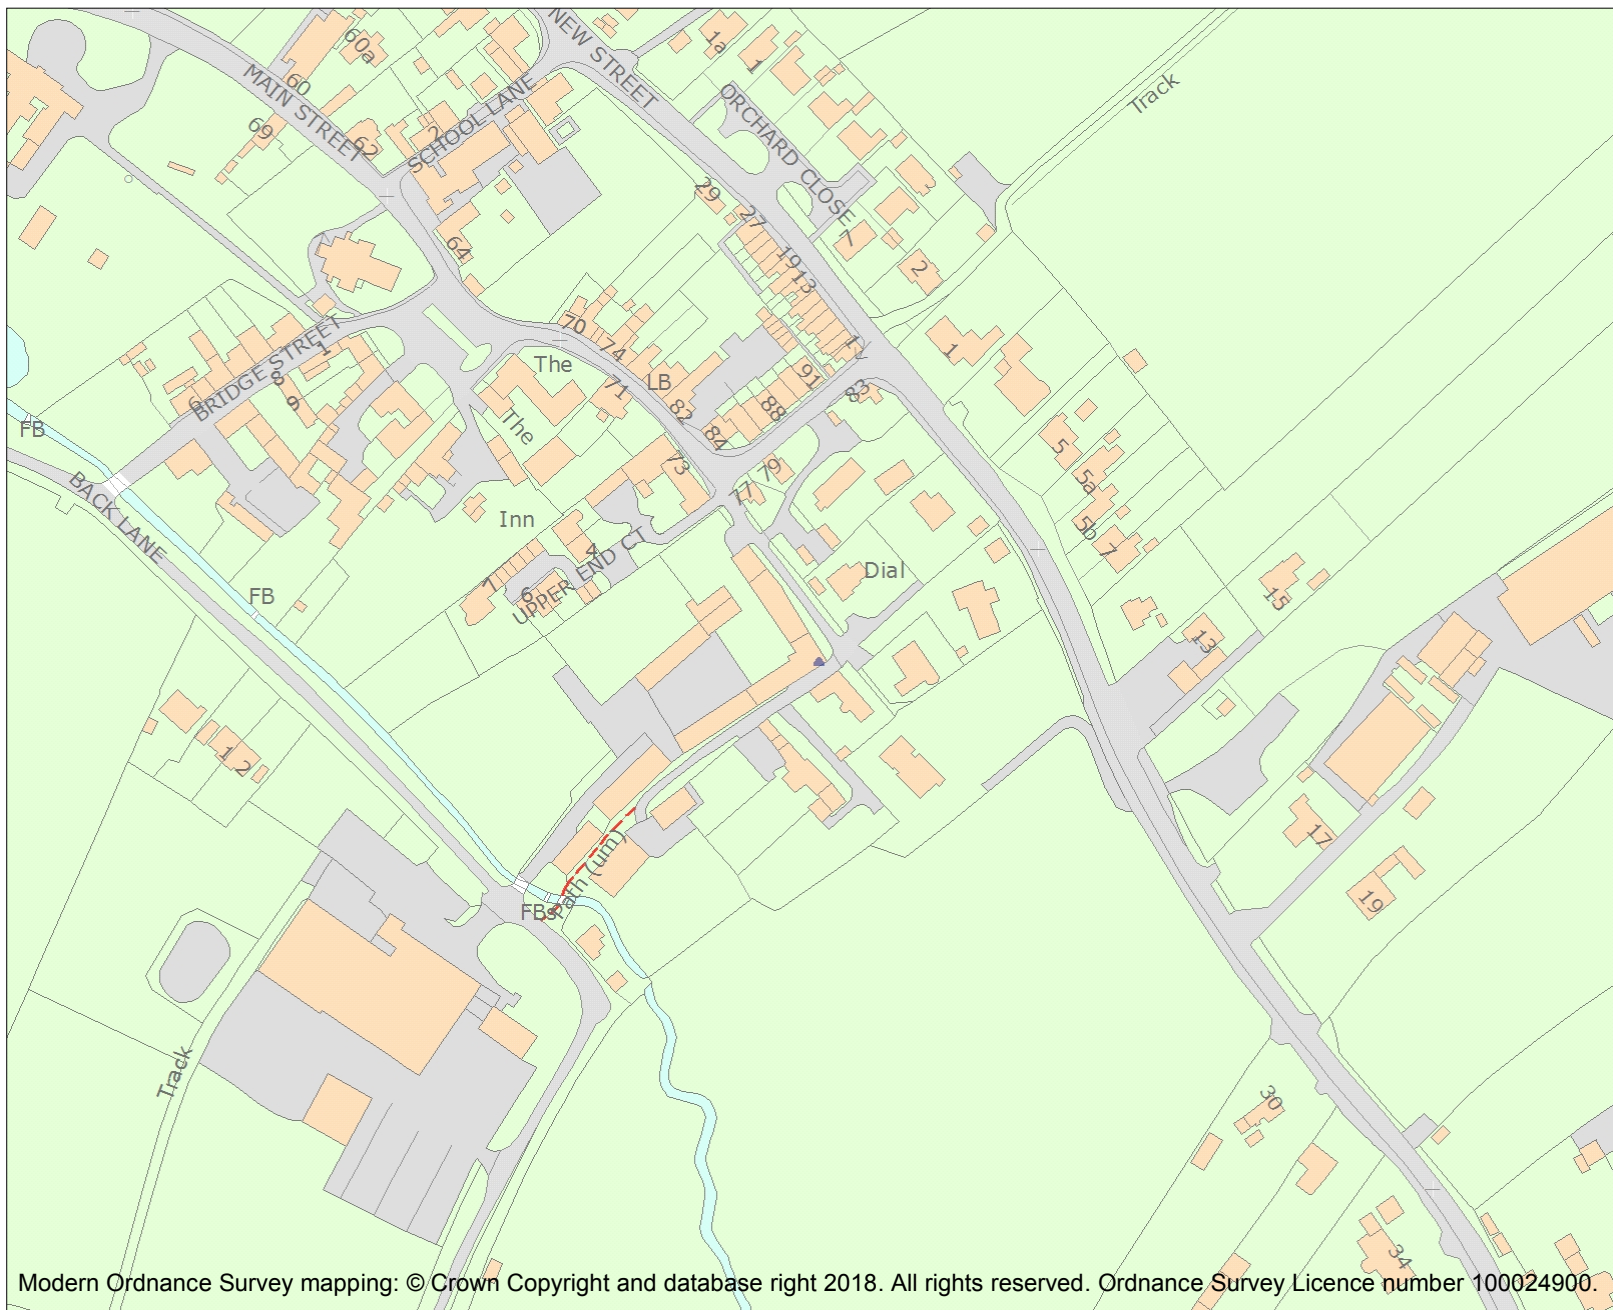 60a
60
MAIN STREET
69
62
2
SCHOOL LANE
NEW STREET
1a
1
ORCHARD CLOSE
Track
29
27
19
13
7
2
64
70
74
The
71
LB
82
84
88
91
83
1
1
BRIDGE STREET
1
8
9
6
FB
The
73
77
79
BACK LANE
Inn
4
7
6
UPPER END CT
Dial
5
5a
5b
7
15
13
FB
1
2
Path (um)
FBs
17
19
Track
30
34
Modern Ordnance Survey mapping: © Crown Copyright and database right 2018. All rights reserved. Ordnance Survey Licence number 100024900.